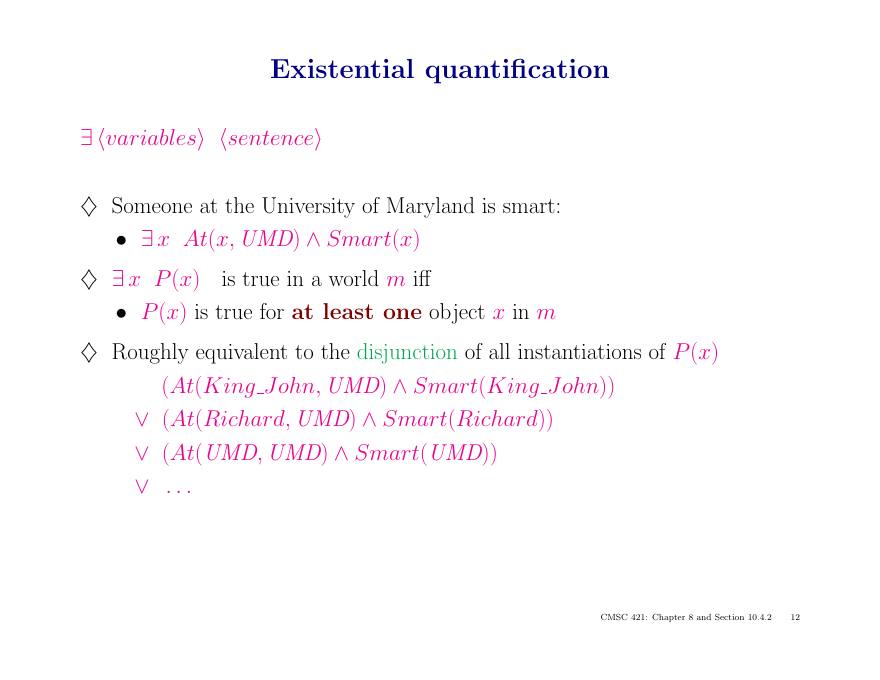 Existential quantification
∃ ⟨variables⟩ ⟨sentence⟩
♢ Someone at the University of Maryland is smart:
• ∃ x At(x, UMD) ∧ Smart(x)
♢ ∃ x P(x) is true in a world m iff
• P(x) is true for at least one object x in m
♢ Roughly equivalent to the disjunction of all instantiations of P(x)
(At(King_John, UMD) ∧ Smart(King_John))
∨ (At(Richard, UMD) ∧ Smart(Richard))
∨ (At(UMD, UMD) ∧ Smart(UMD))
∨ . . .
CMSC 421: Chapter 8 and Section 10.4.2 12